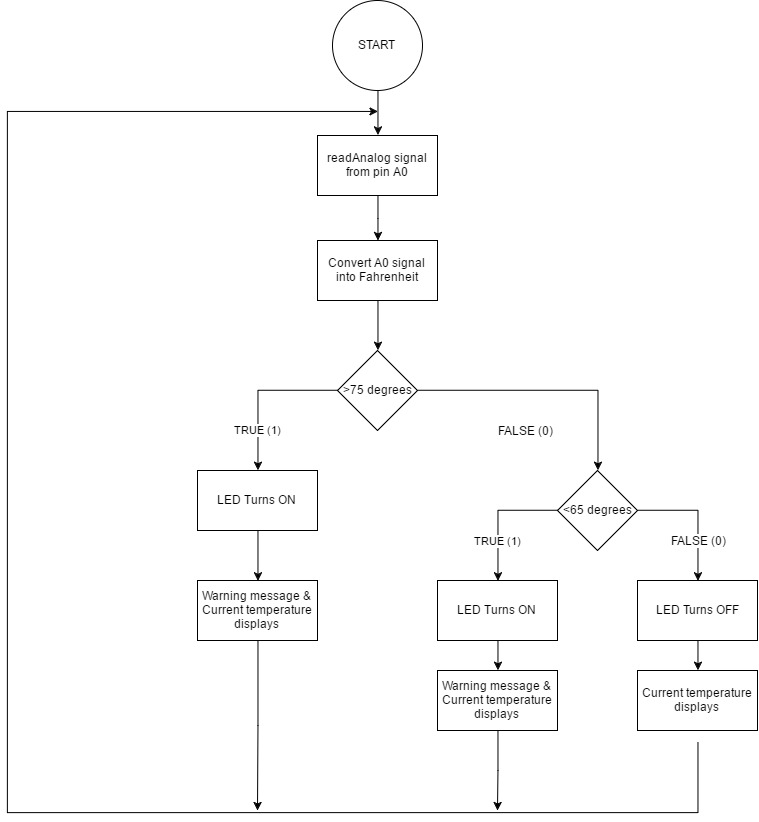 START
readAnalog signal
from pin A0
Convert A0 signal
into Fahrenheit
>75 degrees
TRUE (1)
FALSE (0)
LED Turns ON
<65 degrees
TRUE (1)
FALSE (0)
Warning message &
Current temperature
displays
LED Turns ON
LED Turns OFF
Warning message &
Current temperature
displays
Current temperature
displays